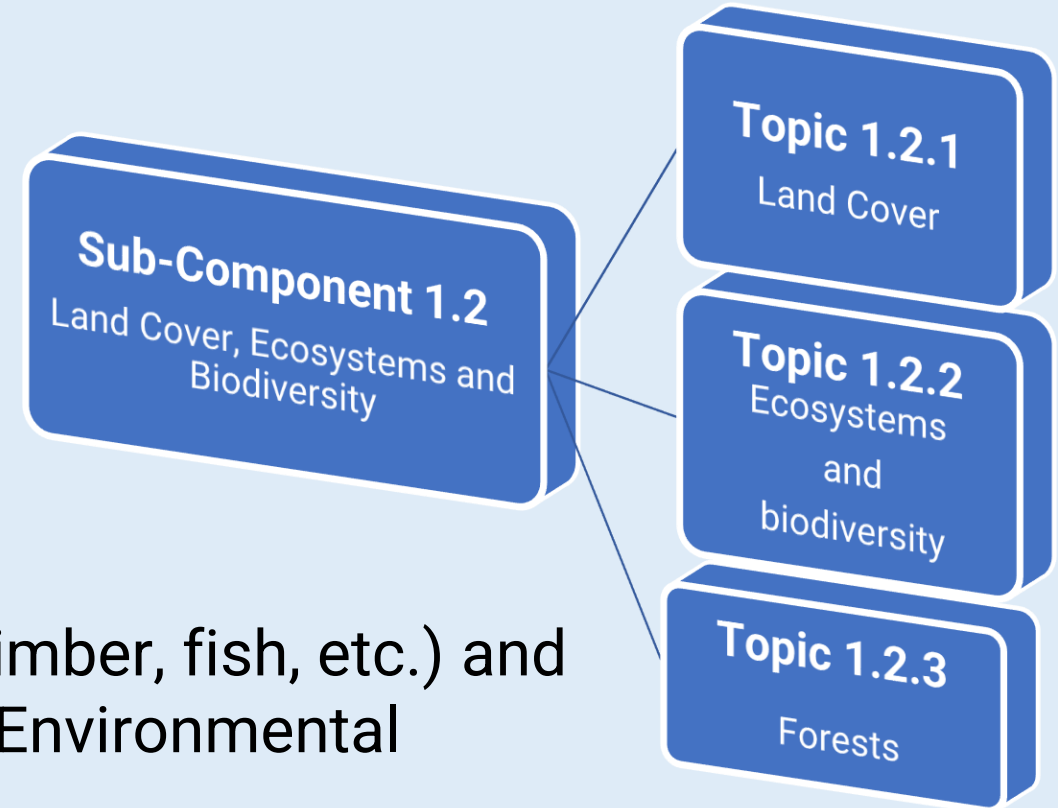 Sub-Component 1.2
Land Cover, Ecosystems and
Biodiversity
Topic 1.2.1
Land Cover
Topic 1.2.2
Ecosystems
and
biodiversity
Topic 1.2.3
Forests
fish, etc.) and
Environmental